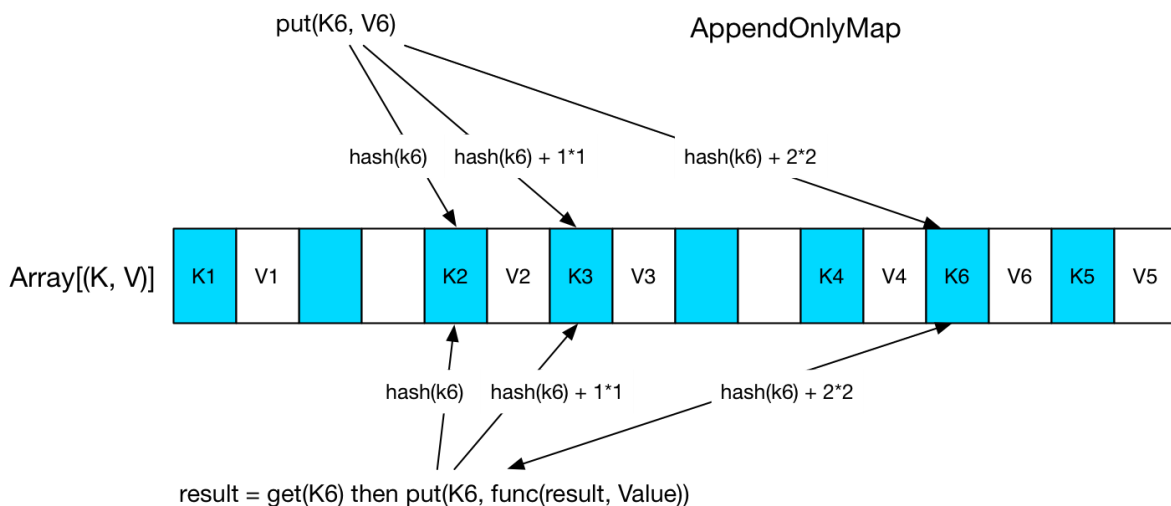 put(K6, V6)
AppendOnlyMap
hash(k6)
hash(k6) + 1*1
hash(k6) + 2*2
Array[(K, V)]
K1
V1
K2
V2
K3
V3
K4
V4
K6
V6
K5
V5
hash(k6)
hash(k6) + 1*1
hash(k6) + 2*2
result = get(K6) then put(K6, func(result, Value))